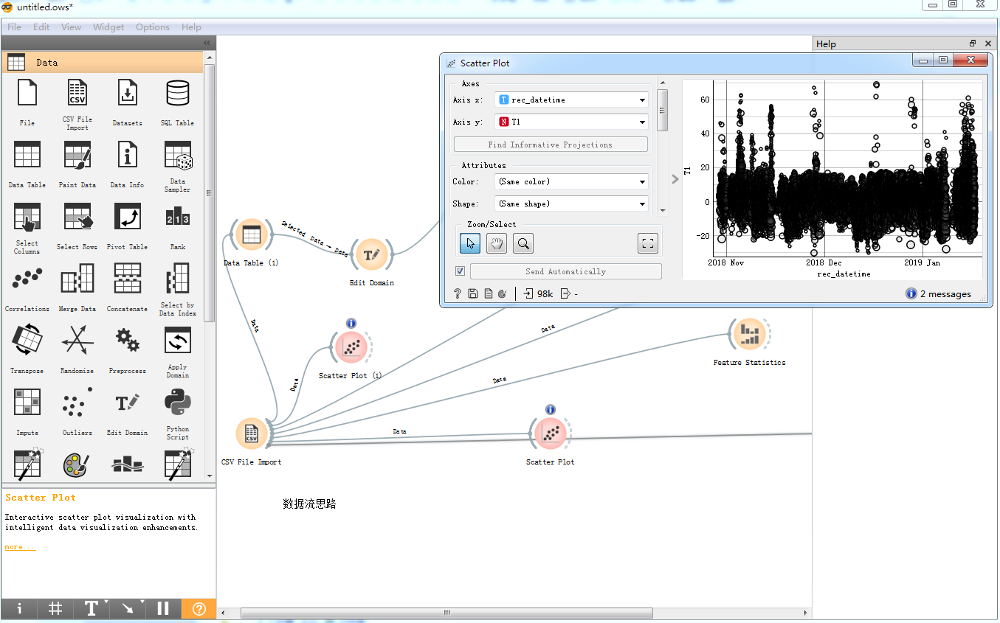 untitled.ows*
File Edit View Widget Options Help
«
Data
File
CSV File
Import
Datasets
SQL Table
Data Table
Paint Data
Data Info
Data
Sampler
Select
Columns
Select Rows
Pivot Table
Rank
Correlations
Merge Data
Concatenate
Select by
Data Index
Transpose
Randomize
Preprocess
Apply
Domain
Impute
Outliers
Edit Domain
Python
Script
Scatter Plot
Interactive scatter plot visualization with
intelligent data visualization enhancements.
more...
Data Table (1)
Selected Data — Data
Edit Domain
Data
Scatter Plot (1)
Data
CSV File Import
Data
Data
Data
Scatter Plot
Feature Statistics
数据流思路
Help
Scatter Plot
Axes
Axis x: T rec_datetime
Axis y: N T1
Find Informative Projections
Attributes
Color: (Same color)
Shape: (Same shape)
Zoom/Select
Send Automatically
? 98k -
2 messages
T1
60
40
20
0
−20
2018 Nov 2018 Dec 2019 Jan
rec_datetime